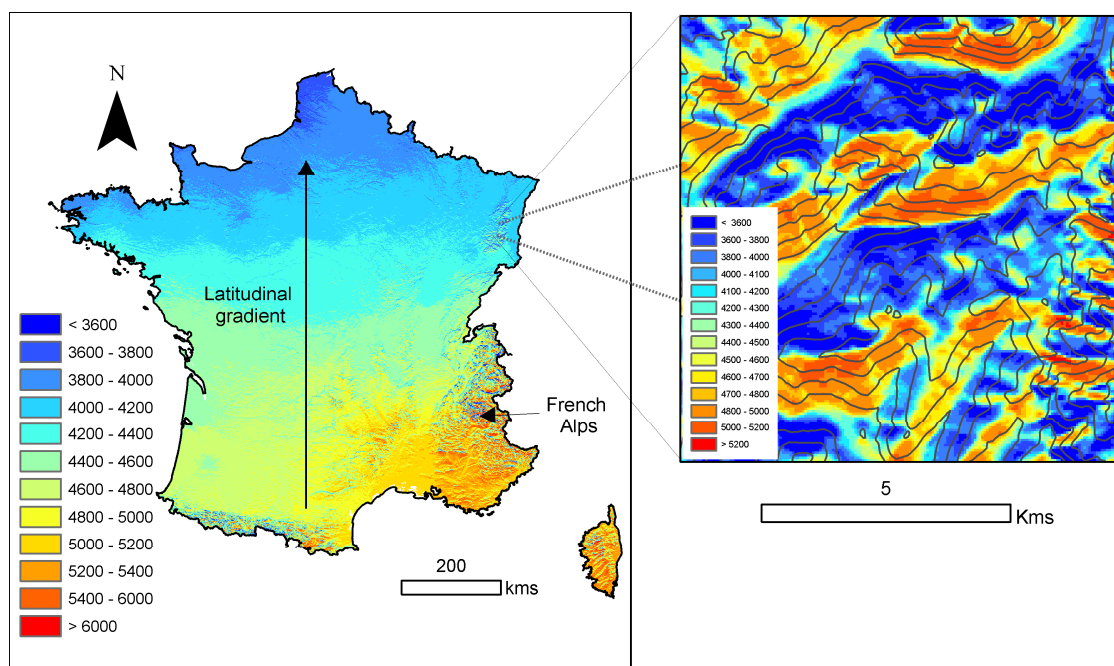 N
Latitudinal
gradient
French
Alps
< 3600
3600 - 3800
3800 - 4000
4000 - 4200
4200 - 4400
4400 - 4600
4600 - 4800
4800 - 5000
5000 - 5200
5200 - 5400
5400 - 6000
> 6000
200
kms
< 3600
3600 - 3800
3800 - 4000
4000 - 4100
4100 - 4200
4200 - 4300
4300 - 4400
4400 - 4500
4500 - 4600
4600 - 4700
4700 - 4800
4800 - 5000
5000 - 5200
> 5200
5
Kms